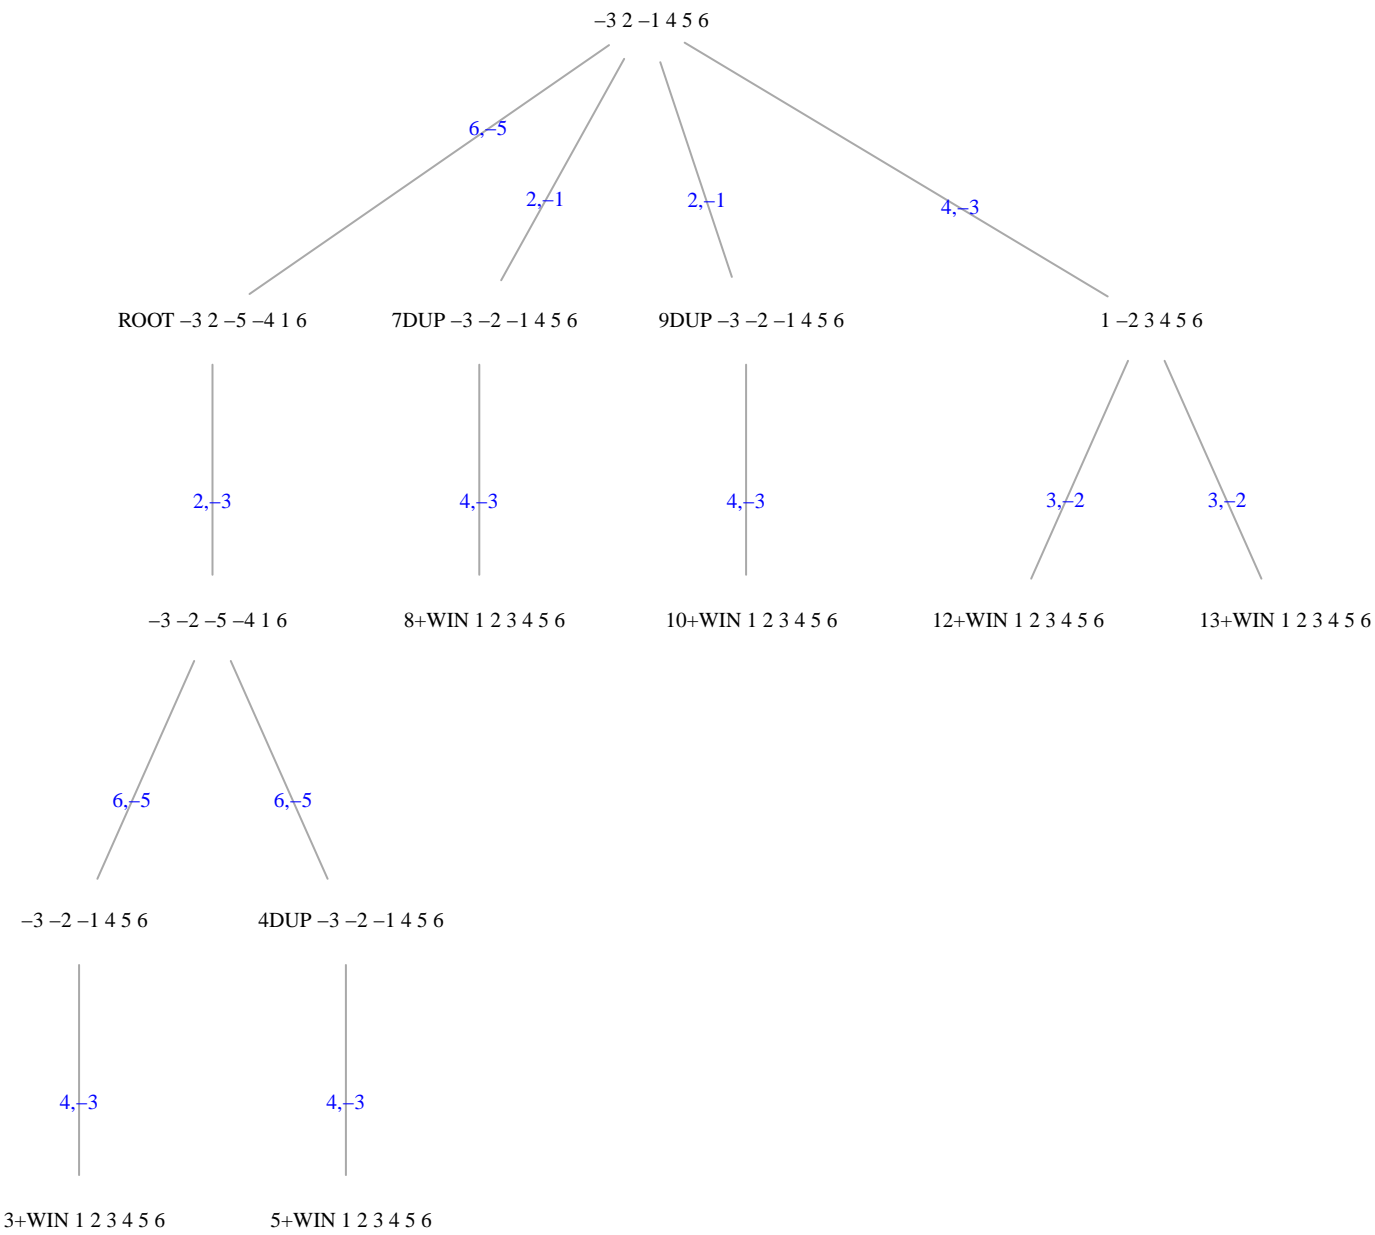 –3 2 –1 4 5 6
6,–5
2,–1
2,–1
4,–3
ROOT –3 2 –5 –4 1 6
7DUP –3 –2 –1 4 5 6
9DUP –3 –2 –1 4 5 6
1 –2 3 4 5 6
2,–3
4,–3
4,–3
3,–2
3,–2
–3 –2 –5 –4 1 6
8+WIN 1 2 3 4 5 6
10+WIN 1 2 3 4 5 6
12+WIN 1 2 3 4 5 6
13+WIN 1 2 3 4 5 6
6,–5
6,–5
–3 –2 –1 4 5 6
4DUP –3 –2 –1 4 5 6
4,–3
4,–3
3+WIN 1 2 3 4 5 6
5+WIN 1 2 3 4 5 6